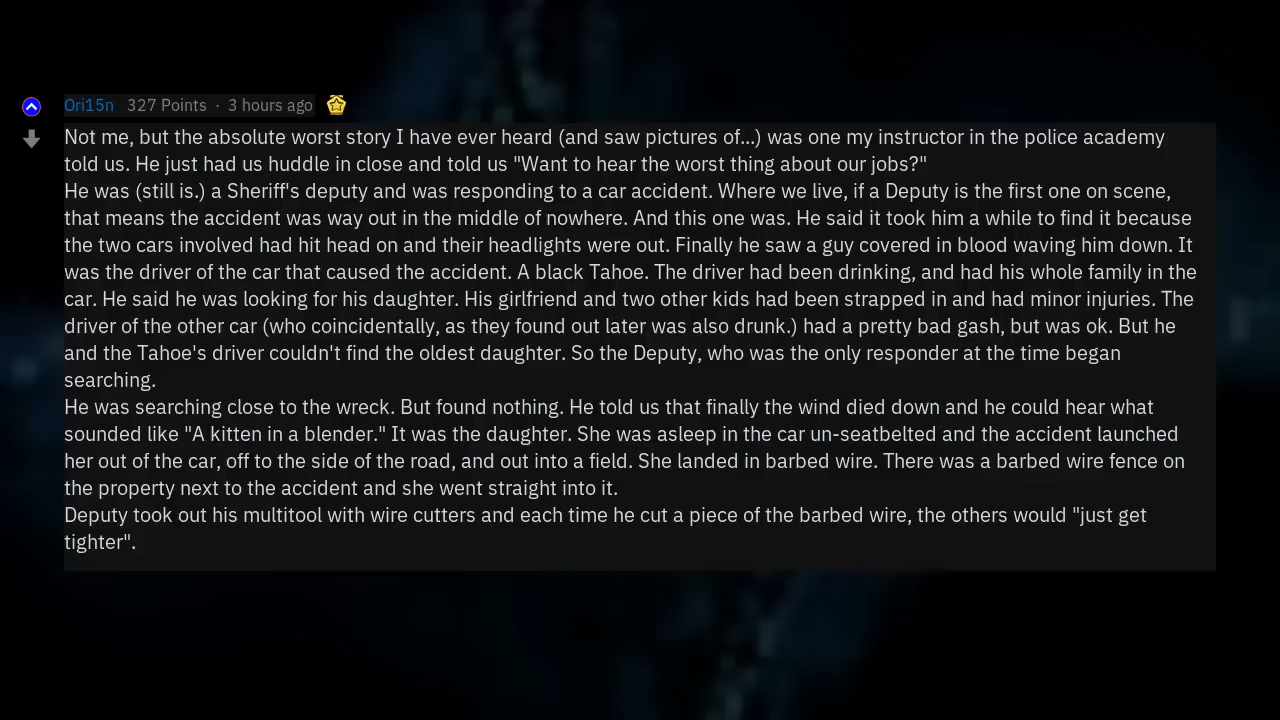 Ori15n 327 Points · 3 hours ago
Not me, but the absolute worst story I have ever heard (and saw pictures of...) was one my instructor in the police academy
told us. He just had us huddle in close and told us "Want to hear the worst thing about our jobs?"
He was (still is.) a Sheriff's deputy and was responding to a car accident. Where we live, if a Deputy is the first one on scene,
that means the accident was way out in the middle of nowhere. And this one was. He said it took him a while to find it because
the two cars involved had hit head on and their headlights were out. Finally he saw a guy covered in blood waving him down. It
was the driver of the car that caused the accident. A black Tahoe. The driver had been drinking, and had his whole family in the
car. He said he was looking for his daughter. His girlfriend and two other kids had been strapped in and had minor injuries. The
driver of the other car (who coincidentally, as they found out later was also drunk.) had a pretty bad gash, but was ok. But he
and the Tahoe's driver couldn't find the oldest daughter. So the Deputy, who was the only responder at the time began
searching.
He was searching close to the wreck. But found nothing. He told us that finally the wind died down and he could hear what
sounded like "A kitten in a blender." It was the daughter. She was asleep in the car un-seatbelted and the accident launched
her out of the car, off to the side of the road, and out into a field. She landed in barbed wire. There was a barbed wire fence on
the property next to the accident and she went straight into it.
Deputy took out his multitool with wire cutters and each time he cut a piece of the barbed wire, the others would "just get
tighter".